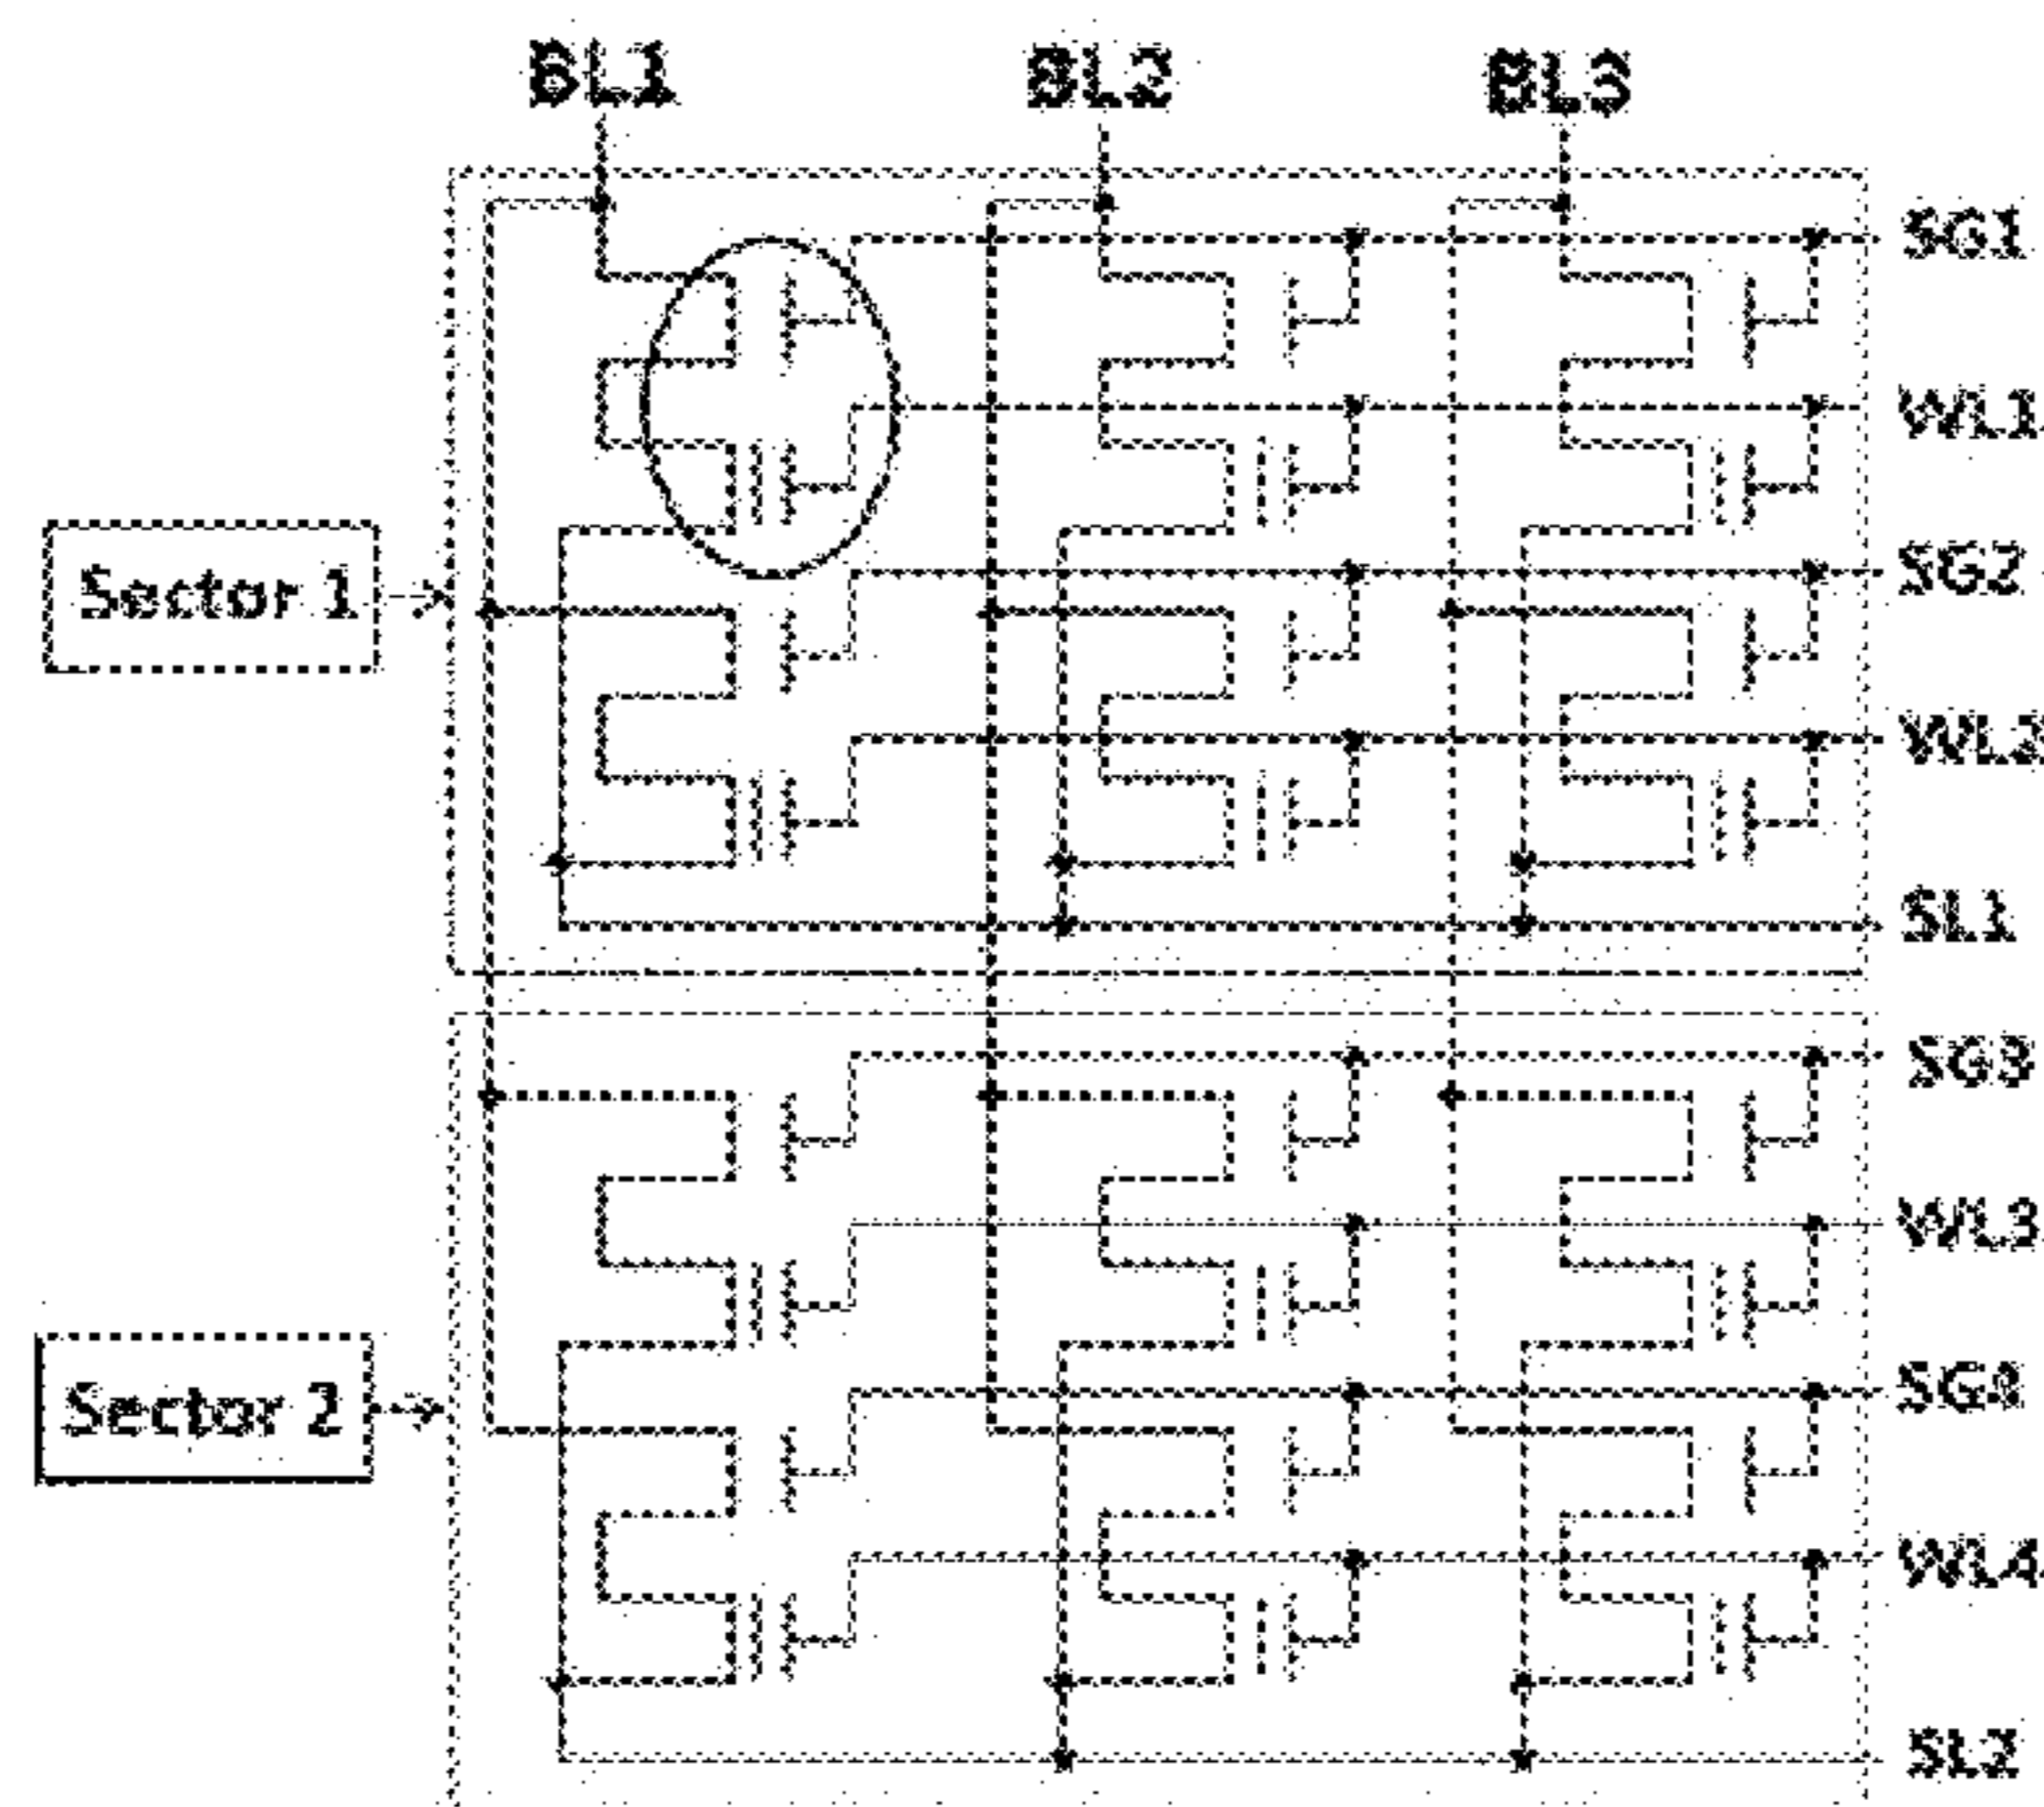 BL1 BL2 BL3
SG1
WL1
SG2
Sector 1
WL2
SL1
SG3
WL3
SG4
Sector 2
WL4
SL2